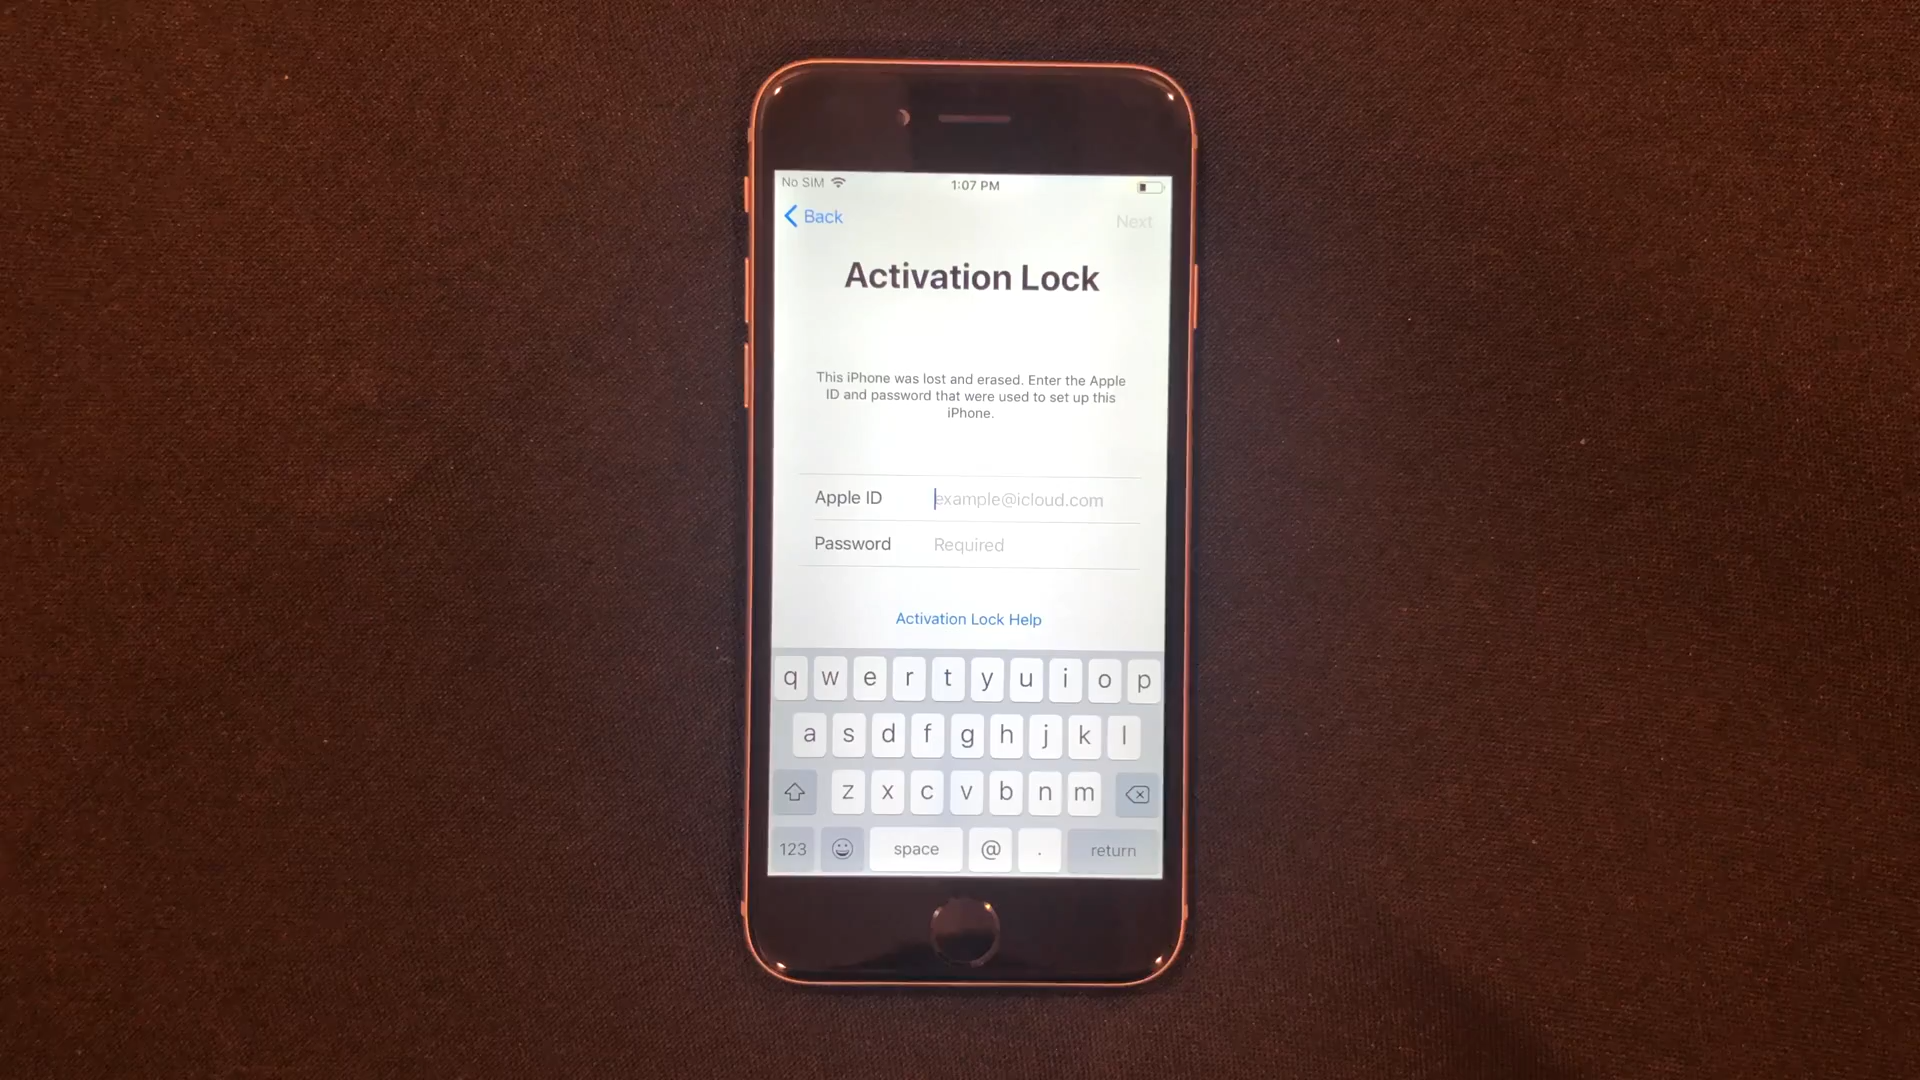 No SIM 1:07 PM
Back Next
Activation Lock
This iPhone was lost and erased. Enter the Apple
ID and password that were used to set up this
iPhone.
Apple ID example@icloud.com
Password Required
Activation Lock Help
q w e r t y u i o p
a s d f g h j k l
z x c v b n m
123 space @ . return